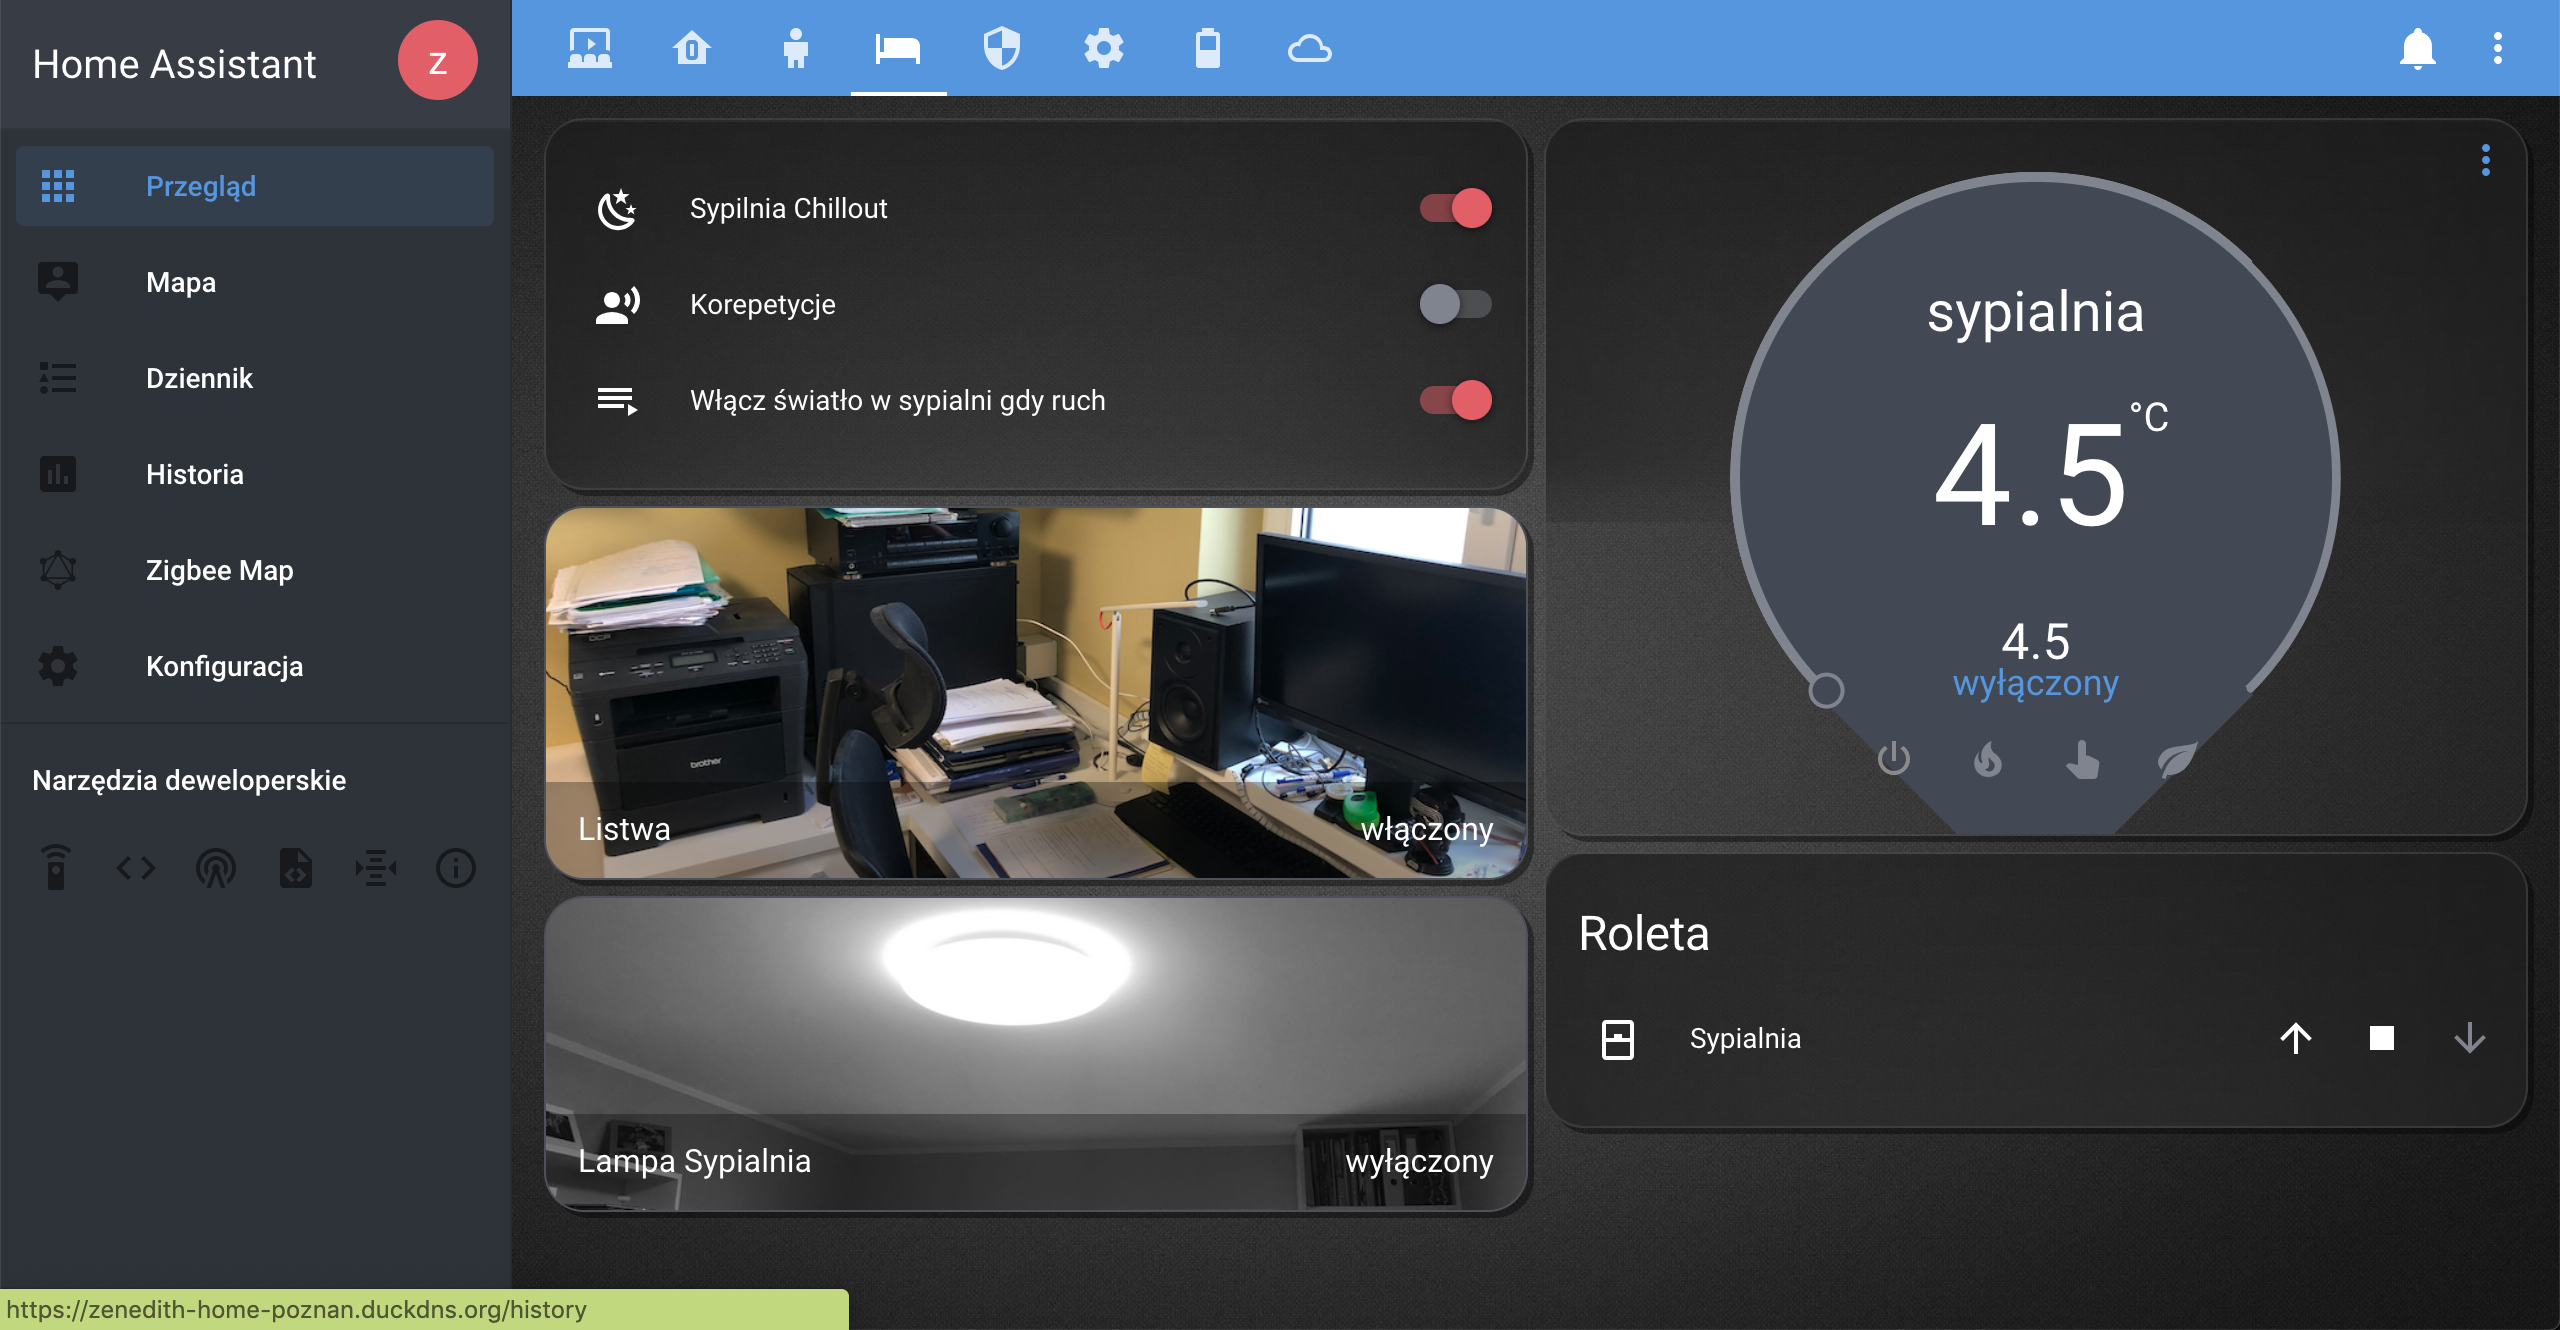 Home Assistant
z
Przegląd
Mapa
Dziennik
Historia
Zigbee Map
Konfiguracja
Narzędzia deweloperskie
https://zenedith-home-poznan.duckdns.org/history
Sypilnia Chillout
Korepetycje
Włącz światło w sypialni gdy ruch
brother
Listwa
włączony
Lampa Sypialnia
wyłączony
sypialnia
4.5 °C
4.5
wyłączony
Roleta
Sypialnia